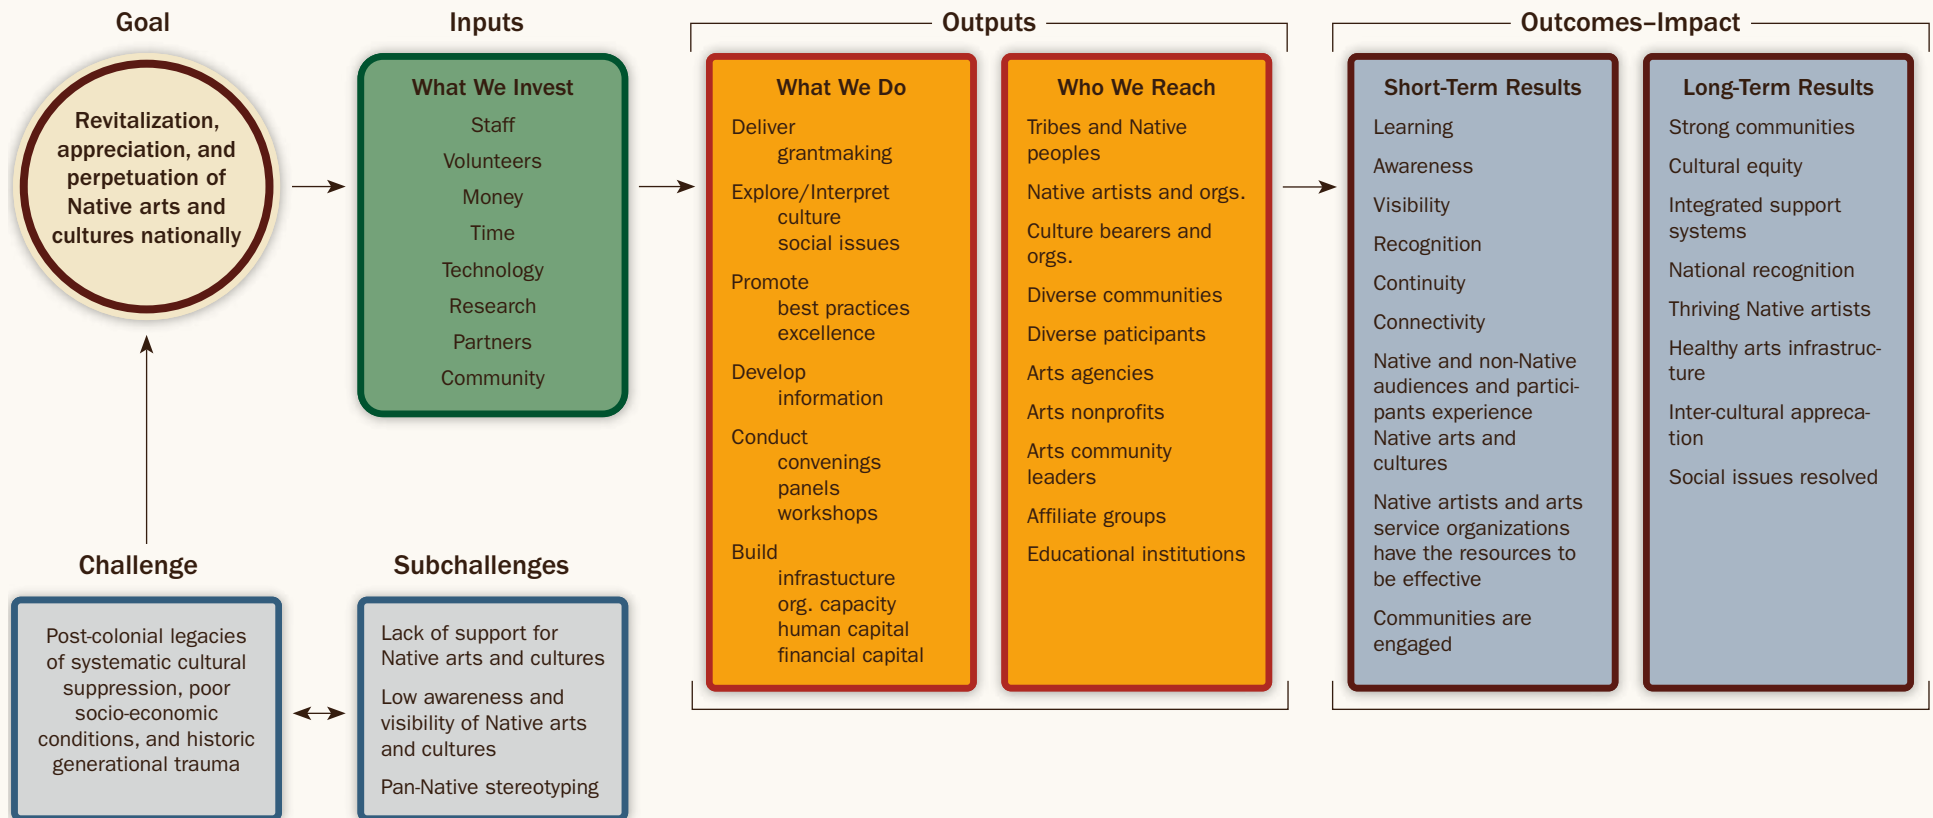 Goal
Revitalization,
appreciation, and
perpetuation of
Native arts and
cultures nationally
Inputs
What We Invest
Staff
Volunteers
Money
Time
Technology
Research
Partners
Community
Outputs
What We Do
Deliver
grantmaking
Explore/Interpret
culture
social issues
Promote
best practices
excellence
Develop
information
Conduct
convenings
panels
workshops
Build
infrastucture
org. capacity
human capital
financial capital
Who We Reach
Tribes and Native
peoples
Native artists and orgs.
Culture bearers and
orgs.
Diverse communities
Diverse paticipants
Arts agencies
Arts nonprofits
Arts community
leaders
Affiliate groups
Educational institutions
Outcomes–Impact
Short-Term Results
Learning
Awareness
Visibility
Recognition
Continuity
Connectivity
Native and non-Native
audiences and partici-
pants experience
Native arts and
cultures
Native artists and arts
service organizations
have the resources to
be effective
Communities are
engaged
Long-Term Results
Strong communities
Cultural equity
Integrated support
systems
National recognition
Thriving Native artists
Healthy arts infrastruc-
ture
Inter-cultural appreca-
tion
Social issues resolved
Challenge
Post-colonial legacies
of systematic cultural
suppression, poor
socio-economic
conditions, and historic
generational trauma
Subchallenges
Lack of support for
Native arts and cultures
Low awareness and
visibility of Native arts
and cultures
Pan-Native stereotyping